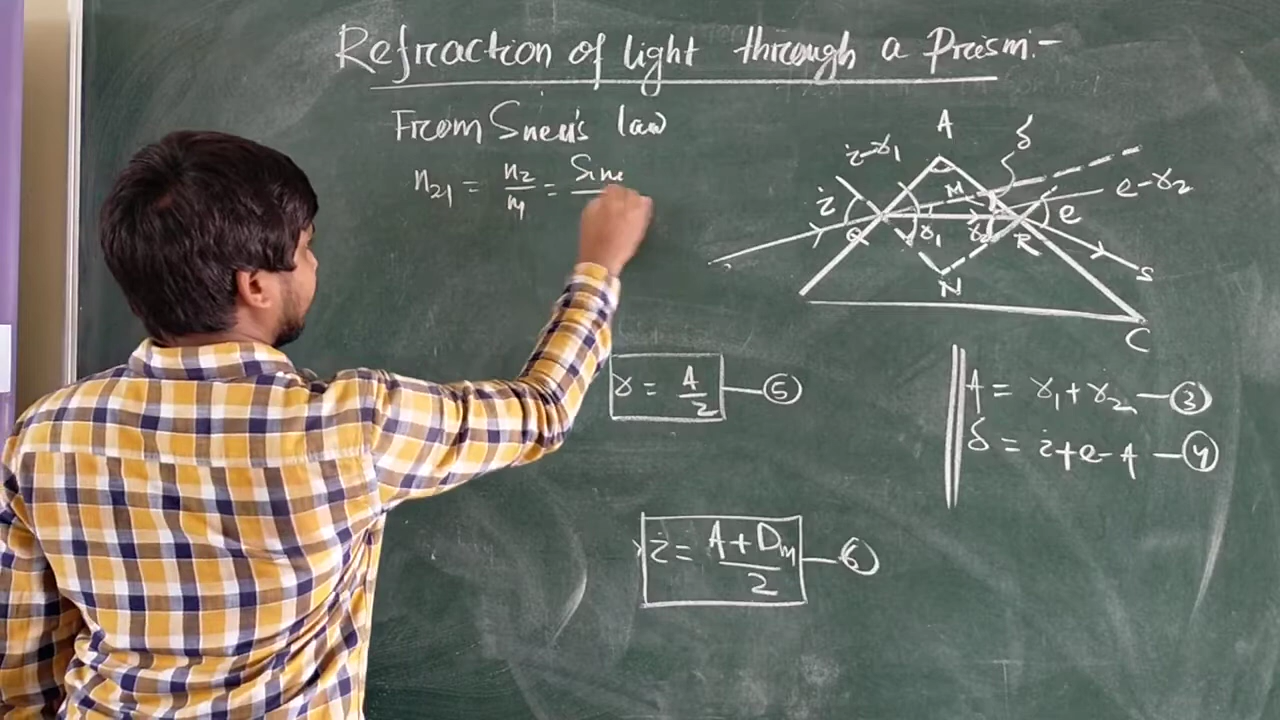 Refraction of light through a Prism:-
From Snell's law
n21 = n2/n1 = Sini
A
δ
i-r1
i
M
e-r2
e
Q
r1
r2
R
N
S
C
r = A/2 — 5
A = r1+r2 — 3
δ = i+e-A — 4
i = A+Dm/2 — 6